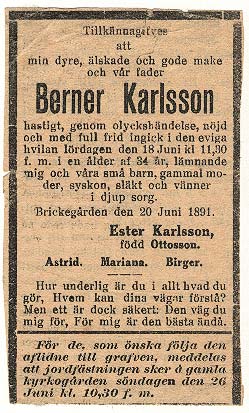 Tillkännagifves
att
min dyre, älskade och gode make
och vår fader
Berner Karlsson
hastigt, genom olyckshändelse, nöjd
och med full frid ingick i den eviga
hvilan lördagen den 18 Juni kl 11,30
f. m. i en ålder af 34 år, lämnande
mig och våra små barn, gammal mo-
der, syskon, släkt och vänner
i djup sorg.
Brickegården den 20 Juni 1891.
Ester Karlsson,
född Ottosson.
Astrid. Mariana. Birger.
Hur underlig är du i allt hvad du
gör, Hvem kan dina vägar förstå?
Men ett är dock säkert: Den väg du
mig för, För mig är den bästa ändå.
För de, som önska följa den
aflidne till grafven, meddelas
att jordfästningen sker å gamla
kyrkogården söndagen den 26
Juni kl. 10,30 f. m.